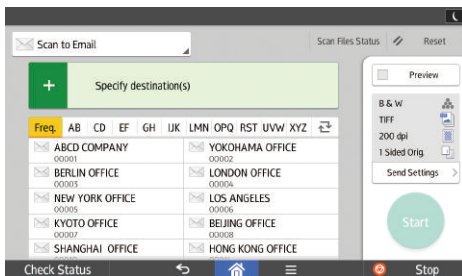 Scan to Email
Scan Files Status
Reset
+ Specify destination(s)
Preview
Freq. AB CD EF GH IJK LMN OPQ RST UVW XYZ
ABCD COMPANY
00001
YOKOHAMA OFFICE
00002
BERLIN OFFICE
00003
LONDON OFFICE
00004
NEW YORK OFFICE
00005
LOS ANGELES
00006
KYOTO OFFICE
00007
BEIJING OFFICE
00008
SHANGHAI OFFICE
HONG KONG OFFICE
B & W
TIFF
200 dpi
1 Sided Orig.
Send Settings
Start
Check Status
Stop